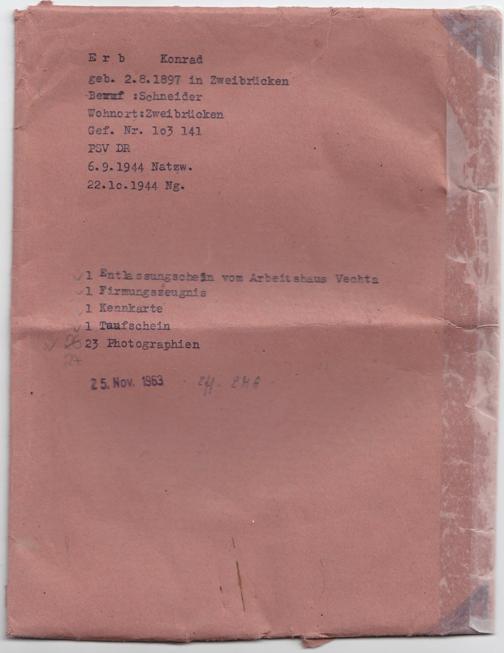 E r b Konrad
geb. 2.8.1897 in Zweibrücken
Beruf :Schneider
Wohnort:Zweibrücken
Gef. Nr. 1o3 141
PSV DR
6.9.1944 Natzw.
22.1o.1944 Ng.
1 Entlassungschein vom Arbeitshaus Vechta
1 Firmungszeugnis
1 Kennkarte
1 Taufschein
23 Photographien
25. Nov. 1963